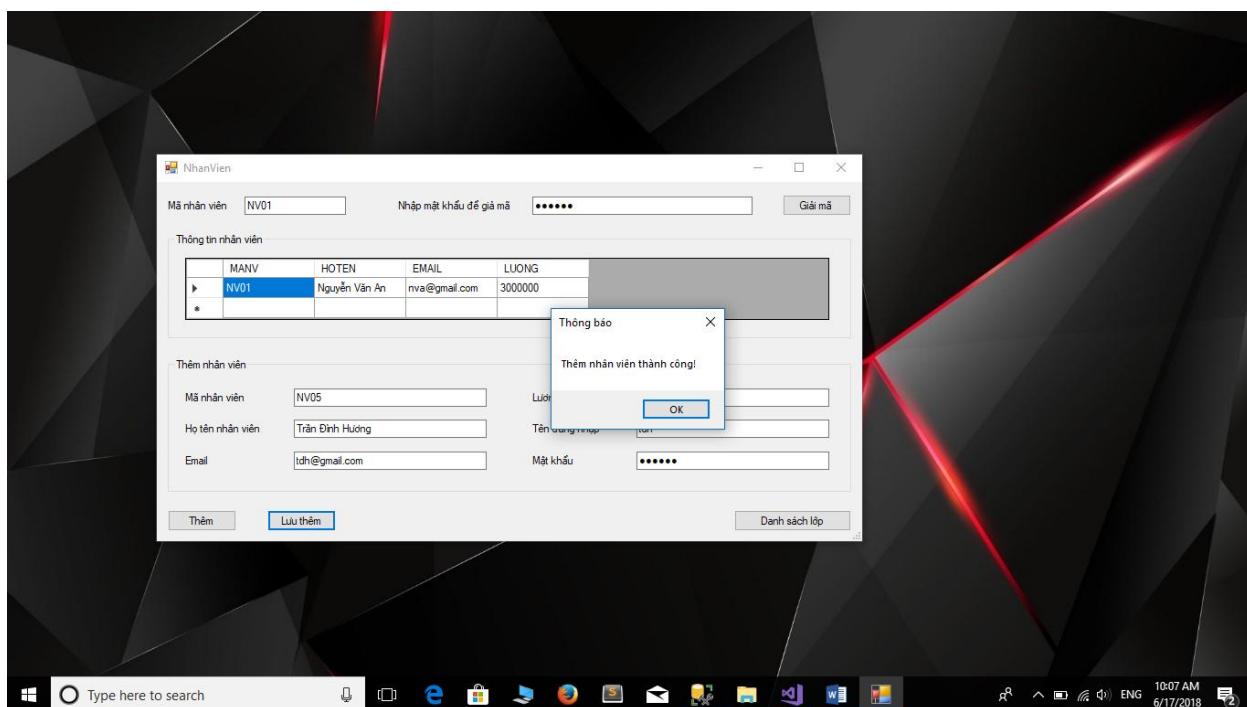 NhanVien
Mã nhân viên NV01 Nhập mật khẩu để giả mã ●●●●●● Giải mã
Thông tin nhân viên
MANV HOTEN EMAIL LUONG
NV01 Nguyễn Văn An nva@gmail.com 3000000
Thông báo
Thêm nhân viên thành công!
OK
Thêm nhân viên
Mã nhân viên NV05
Họ tên nhân viên Trần Đình Hương Tên
Email tdh@gmail.com Mật khẩu ●●●●●●
Thêm Lưu thêm Danh sách lớp
Type here to search ENG 10:07 AM
6/17/2018
2